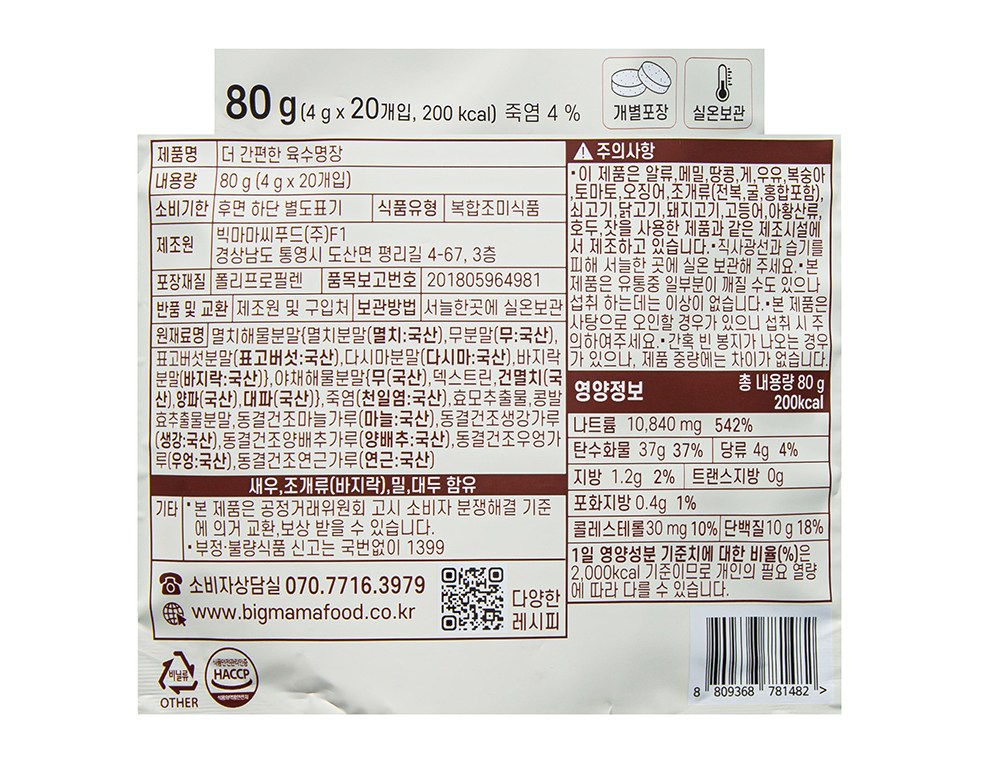 80 g (4 g x 20개입, 200 kcal) 죽염 4 %
개별포장
실온보관
제품명 더 간편한 육수명장
내용량 80 g (4 g x 20개입)
소비기한 후면 하단 별도표기 식품유형 복합조미식품
제조원 빅마마씨푸드(주)F1
경상남도 통영시 도산면 평리길 4-67, 3층
포장재질 폴리프로필렌 품목보고번호 201805964981
반품 및 교환 제조원 및 구입처 보관방법 서늘한곳에 실온보관
원재료명 멸치해물분말{멸치분말(멸치:국산),무분말(무:국산),
표고버섯분말(표고버섯:국산),다시마분말(다시마:국산),바지락
분말(바지락:국산)},야채해물분말{무(국산),덱스트린,건멸치(국
산),양파(국산),대파(국산)},죽염(천일염:국산),효모추출물,콩발
효추출물분말,동결건조마늘가루(마늘:국산),동결건조생강가루
(생강:국산),동결건조양배추가루(양배추:국산),동결건조우엉가
루(우엉:국산),동결건조연근가루(연근:국산)
새우,조개류(바지락),밀,대두 함유
기타 •본 제품은 공정거래위원회 고시 소비자 분쟁해결 기준
에 의거 교환,보상 받을 수 있습니다.
•부정·불량식품 신고는 국번없이 1399
소비자상담실 070.7716.3979
www.bigmamafood.co.kr
다양한
레시피
비닐류
OTHER
식품안전관리인증
HACCP
식품의약품안전처
주의사항
•이 제품은 알류,메밀,땅콩,게,우유,복숭아
,토마토,오징어,조개류(전복,굴,홍합포함),
쇠고기,닭고기,돼지고기,고등어,아황산류,
호두,잣을 사용한 제품과 같은 제조시설에
서 제조하고 있습니다.•직사광선과 습기를
피해 서늘한 곳에 실온 보관해 주세요.•본
제품은 유통중 일부분이 깨질 수도 있으나
섭취 하는데는 이상이 없습니다.•본 제품은
사탕으로 오인할 경우가 있으니 섭취 시 주
의하여주세요.•간혹 빈 봉지가 나오는 경우
가 있으나, 제품 중량에는 차이가 없습니다.
영양정보 총 내용량 80 g
200kcal
나트륨 10,840 mg 542%
탄수화물 37g 37% 당류 4g 4%
지방 1.2g 2% 트랜스지방 0g
포화지방 0.4g 1%
콜레스테롤 30 mg 10% 단백질 10 g 18%
1일 영양성분 기준치에 대한 비율(%)은
2,000kcal 기준이므로 개인의 필요 열량
에 따라 다를 수 있습니다.
8 809368 781482 >